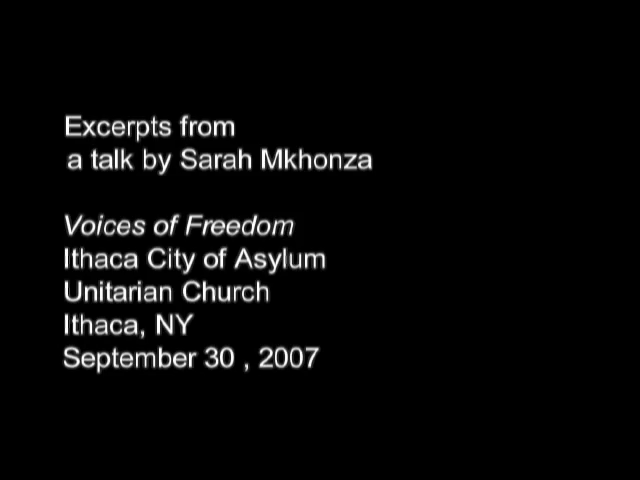 Excerpts from
a talk by Sarah Mkhonza
Voices of Freedom
Ithaca City of Asylum
Unitarian Church
Ithaca, NY
September 30 , 2007